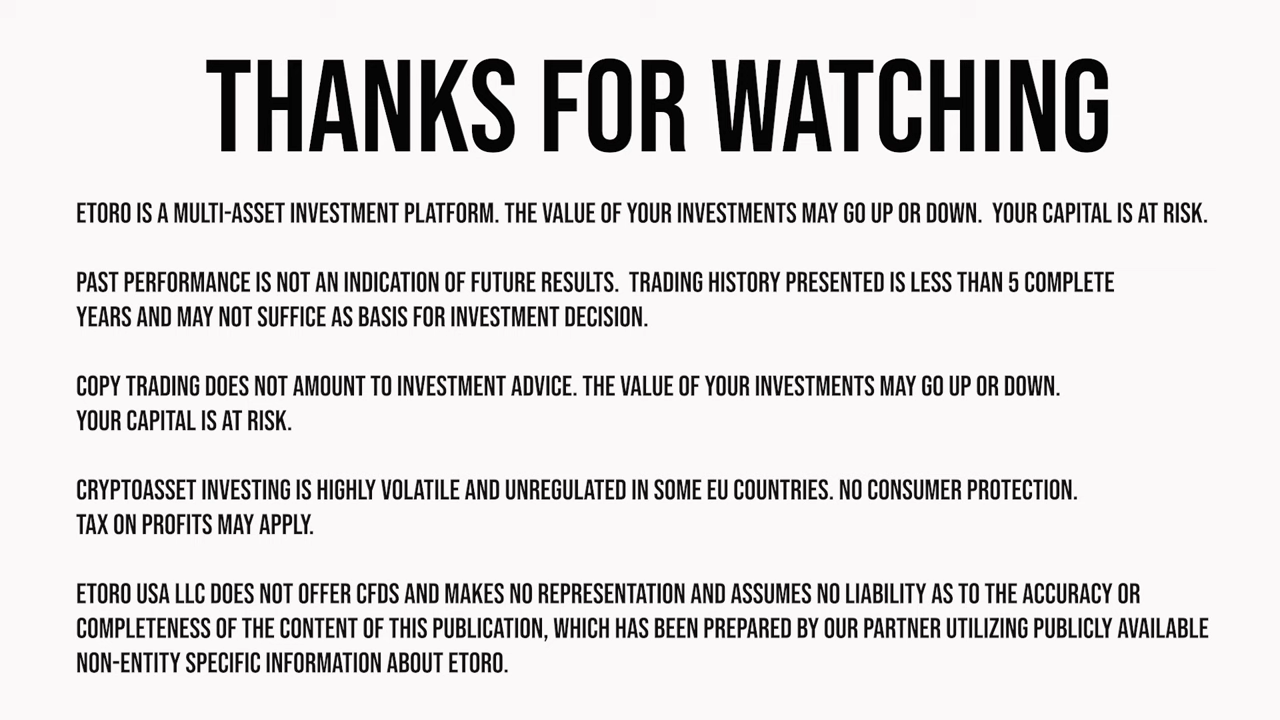 THANKS FOR WATCHING
ETORO IS A MULTI-ASSET INVESTMENT PLATFORM. THE VALUE OF YOUR INVESTMENTS MAY GO UP OR DOWN. YOUR CAPITAL IS AT RISK.
PAST PERFORMANCE IS NOT AN INDICATION OF FUTURE RESULTS. TRADING HISTORY PRESENTED IS LESS THAN 5 COMPLETE
YEARS AND MAY NOT SUFFICE AS BASIS FOR INVESTMENT DECISION.
COPY TRADING DOES NOT AMOUNT TO INVESTMENT ADVICE. THE VALUE OF YOUR INVESTMENTS MAY GO UP OR DOWN.
YOUR CAPITAL IS AT RISK.
CRYPTOASSET INVESTING IS HIGHLY VOLATILE AND UNREGULATED IN SOME EU COUNTRIES. NO CONSUMER PROTECTION.
TAX ON PROFITS MAY APPLY.
ETORO USA LLC DOES NOT OFFER CFDS AND MAKES NO REPRESENTATION AND ASSUMES NO LIABILITY AS TO THE ACCURACY OR
COMPLETENESS OF THE CONTENT OF THIS PUBLICATION, WHICH HAS BEEN PREPARED BY OUR PARTNER UTILIZING PUBLICLY AVAILABLE
NON-ENTITY SPECIFIC INFORMATION ABOUT ETORO.